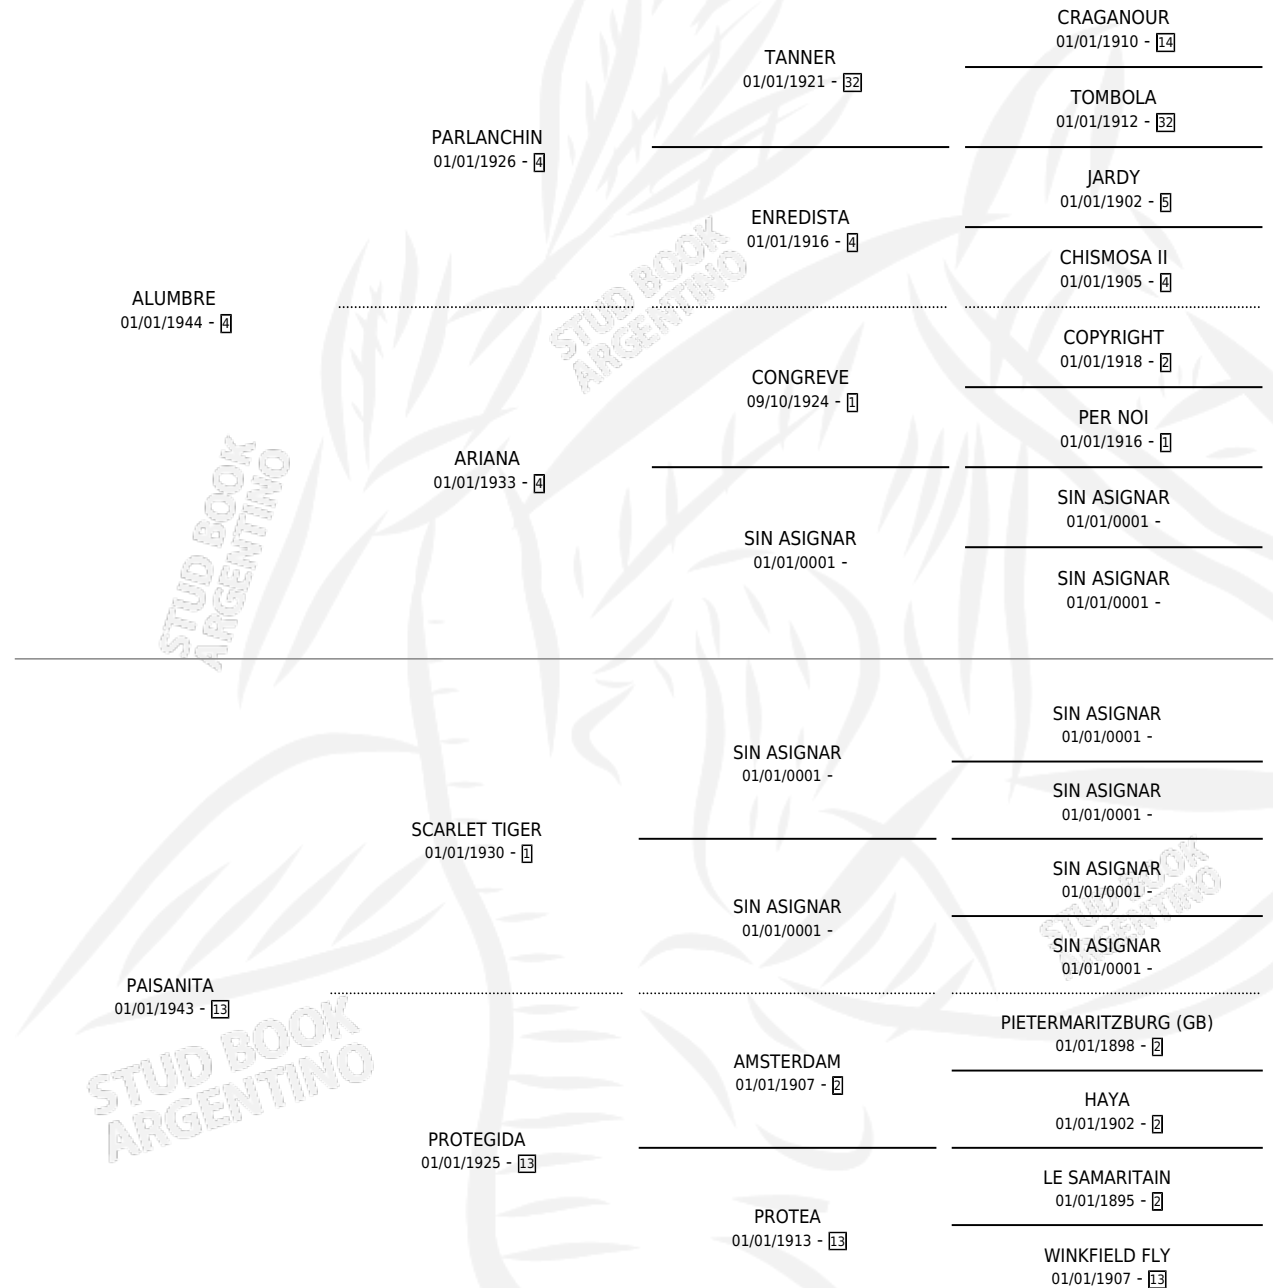 CRAGANOUR
01/01/1910 - 14
TANNER
01/01/1921 - 32
TOMBOLA
01/01/1912 - 32
PARLANCHIN
01/01/1926 - 4
JARDY
01/01/1902 - 5
ENREDISTA
01/01/1916 - 4
CHISMOSA II
01/01/1905 - 4
ALUMBRE
01/01/1944 - 4
STUD BOOK
ARGENTINO
COPYRIGHT
01/01/1918 - 2
CONGREVE
09/10/1924 - 1
PER NOI
01/01/1916 - 1
ARIANA
01/01/1933 - 4
STUD BOOK
ARGENTINO
SIN ASIGNAR
01/01/0001 -
SIN ASIGNAR
01/01/0001 -
SIN ASIGNAR
01/01/0001 -
SIN ASIGNAR
01/01/0001 -
SIN ASIGNAR
01/01/0001 -
SIN ASIGNAR
01/01/0001 -
SCARLET TIGER
01/01/1930 - 1
SIN ASIGNAR
01/01/0001 -
SIN ASIGNAR
01/01/0001 -
STUD BOOK
ARGENTINO
SIN ASIGNAR
01/01/0001 -
PAISANITA
01/01/1943 - 13
STUD BOOK
ARGENTINO
PIETERMARITZBURG (GB)
01/01/1898 - 2
AMSTERDAM
01/01/1907 - 2
HAYA
01/01/1902 - 2
PROTEGIDA
01/01/1925 - 13
LE SAMARITAIN
01/01/1895 - 2
PROTEA
01/01/1913 - 13
WINKFIELD FLY
01/01/1907 - 13